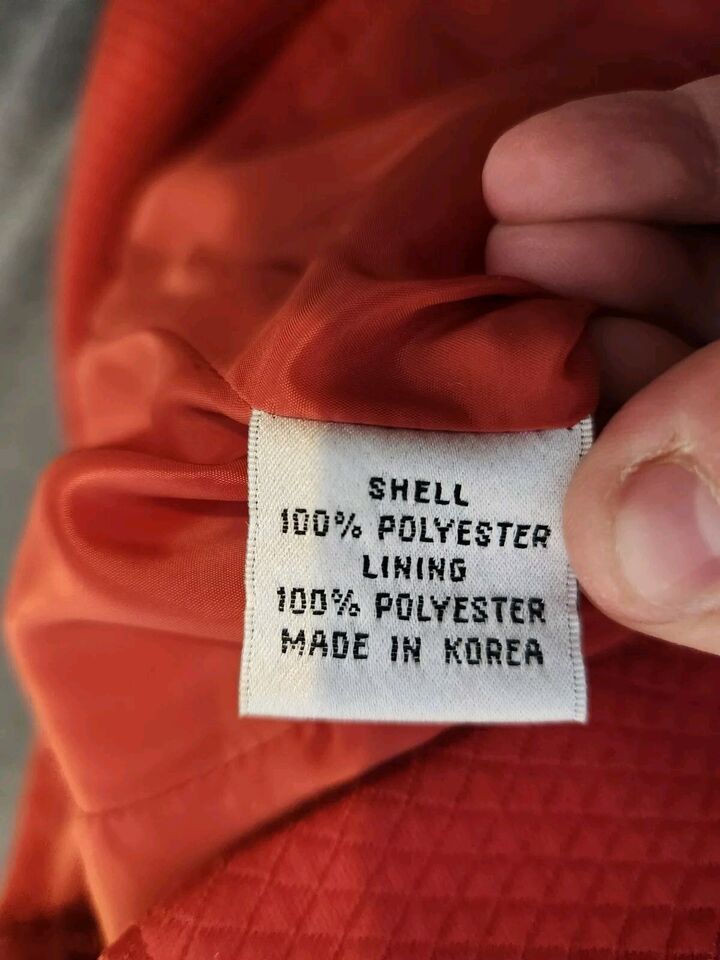 SHELL
100% POLYESTER
LINING
100% POLYESTER
MADE IN KOREA